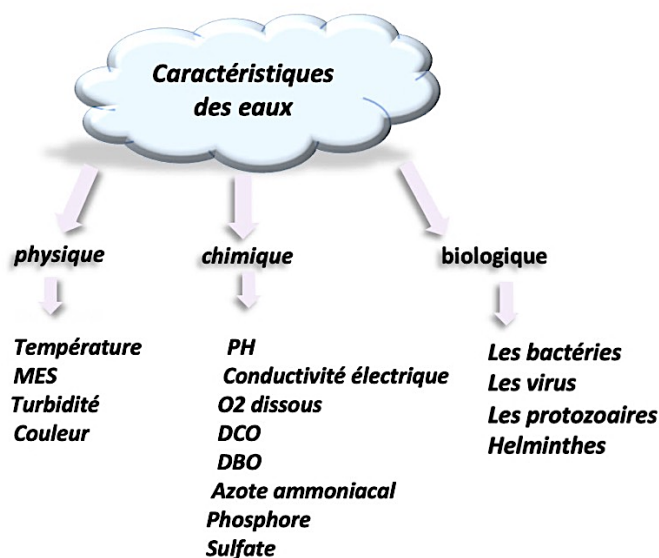 Caractéristiques
des eaux
physique
Température
MES
Turbidité
Couleur
chimique
PH
Conductivité électrique
O2 dissous
DCO
DBO
Azote ammoniacal
Phosphore
Sulfate
biologique
Les bactéries
Les virus
Les protozoaires
Helminthes